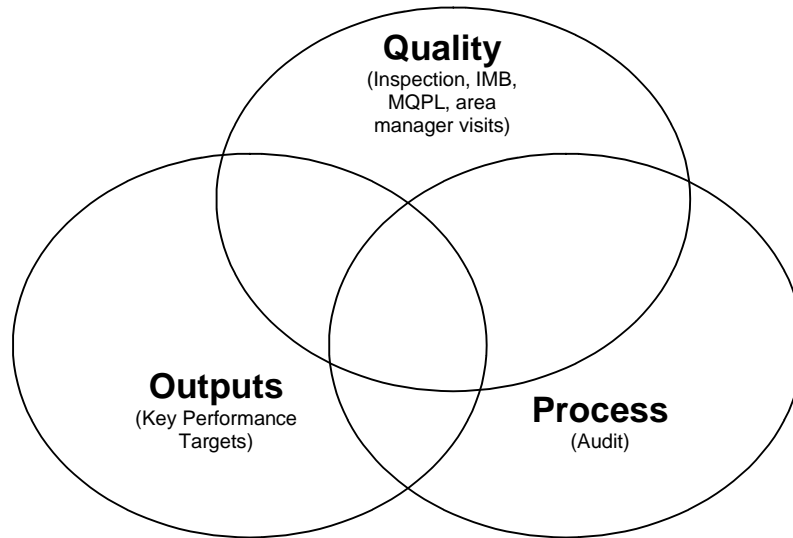 Quality
(Inspection, IMB,
MQPL, area
manager visits)
Outputs
(Key Performance
Targets)
Process
(Audit)